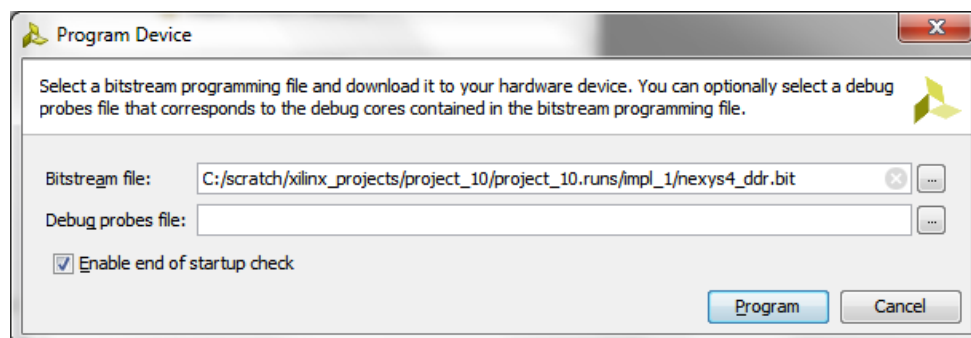 Program Device
Select a bitstream programming file and download it to your hardware device. You can optionally select a debug
probes file that corresponds to the debug cores contained in the bitstream programming file.
Bitstream file: C:/scratch/xilinx_projects/project_10/project_10.runs/impl_1/nexys4_ddr.bit ...
Debug probes file: ...
Enable end of startup check
Program Cancel